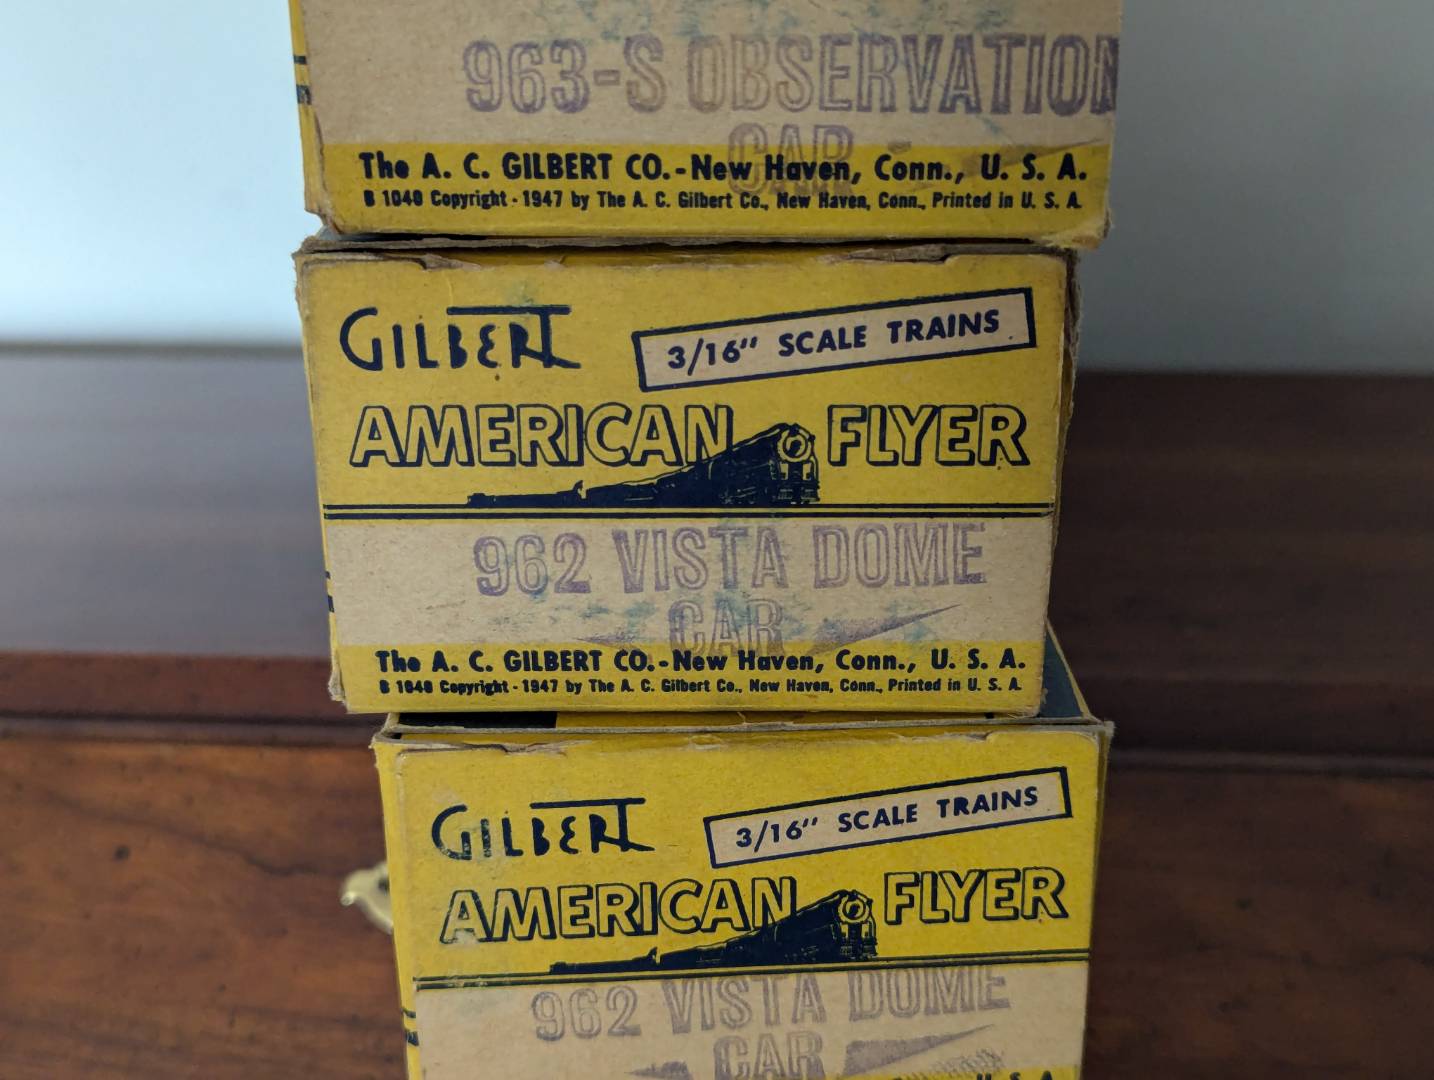 963-S OBSERVATION
CAR
The A. C. GILBERT CO.-New Haven, Conn., U. S. A.
B 1040 Copyright - 1947 by The A. C. Gilbert Co., New Haven, Conn., Printed in U. S. A.
GILBERT
3/16" SCALE TRAINS
AMERICAN FLYER
962 VISTA DOME
CAR
The A. C. GILBERT CO.-New Haven, Conn., U. S. A.
B 1040 Copyright - 1947 by The A. C. Gilbert Co., New Haven, Conn., Printed in U. S. A.
GILBERT
3/16" SCALE TRAINS
AMERICAN FLYER
962 VISTA DOME
CAR